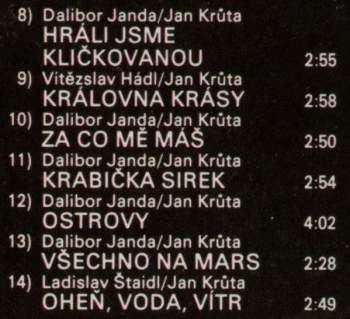 8) Dalibor Janda/Jan Krůta
HRÁLI JSME
KLIČKOVANOU 2:55
9) Vítězslav Hádl/Jan Krůta
KRÁLOVNA KRÁSY 2:58
10) Dalibor Janda/Jan Krůta
ZA CO MĚ MÁŠ 2:50
11) Dalibor Janda/Jan Krůta
KRABIČKA SIREK 2:54
12) Dalibor Janda/Jan Krůta
OSTROVY 4:02
13) Dalibor Janda/Jan Krůta
VŠECHNO NA MARS 2:28
14) Ladislav Štaidl/Jan Krůta
OHEŇ, VODA, VÍTR 2:49